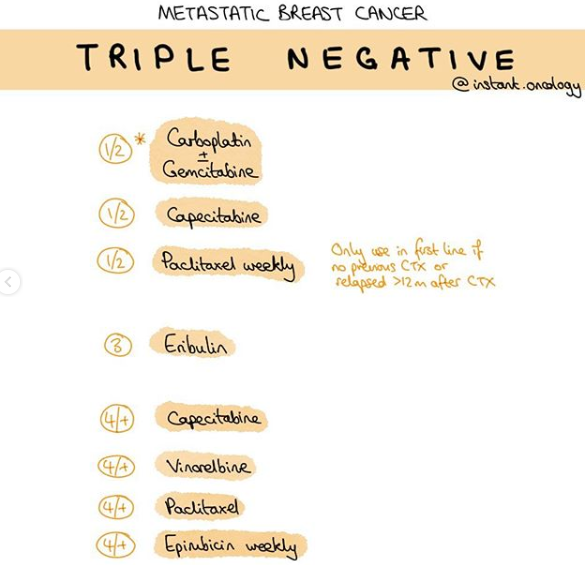 METASTATIC BREAST CANCER
TRIPLE NEGATIVE
@instant.oncology
1/2 * Carboplatin
±
Gemcitabine
1/2 Capecitabine
1/2 Paclitaxel weekly
Only use in first line if
no previous CTX or
relapsed >12m after CTX
3 Eribulin
4/+ Capecitabine
4/+ Vinorelbine
4/+ Paclitaxel
4/+ Epirubicin weekly